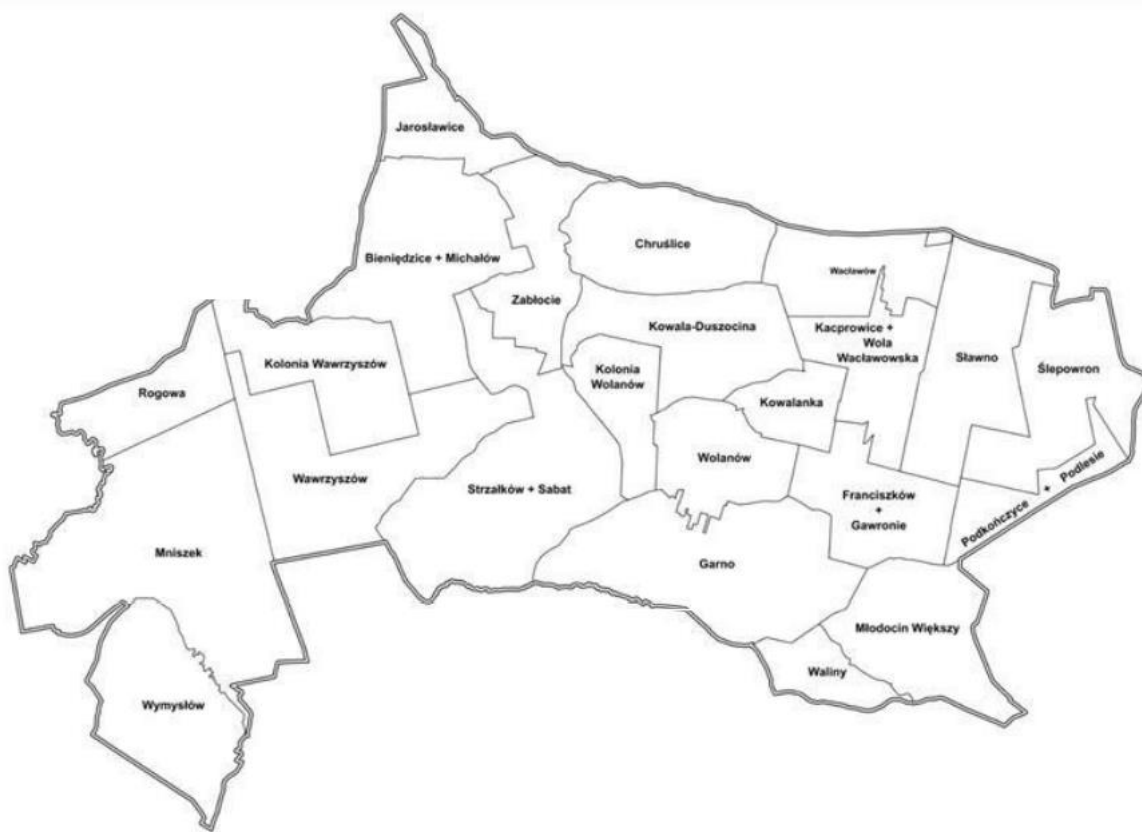 Jarosławice
Chruślice
Bieniędzice + Michałów
Wacławów
Zabłocie
Kowala-Duszocina
Kacprowice +
Wola
Wacławowska
Sławno
Ślepowron
Kolonia Wawrzyszów
Kolonia
Wolanów
Rogowa
Kowalanka
Wolanów
Wawrzyszów
Strzałków + Sabat
Franciszków
+
Gawronie
Podkończyce + Podlesie
Mniszek
Garno
Młodocin Większy
Waliny
Wymysłów